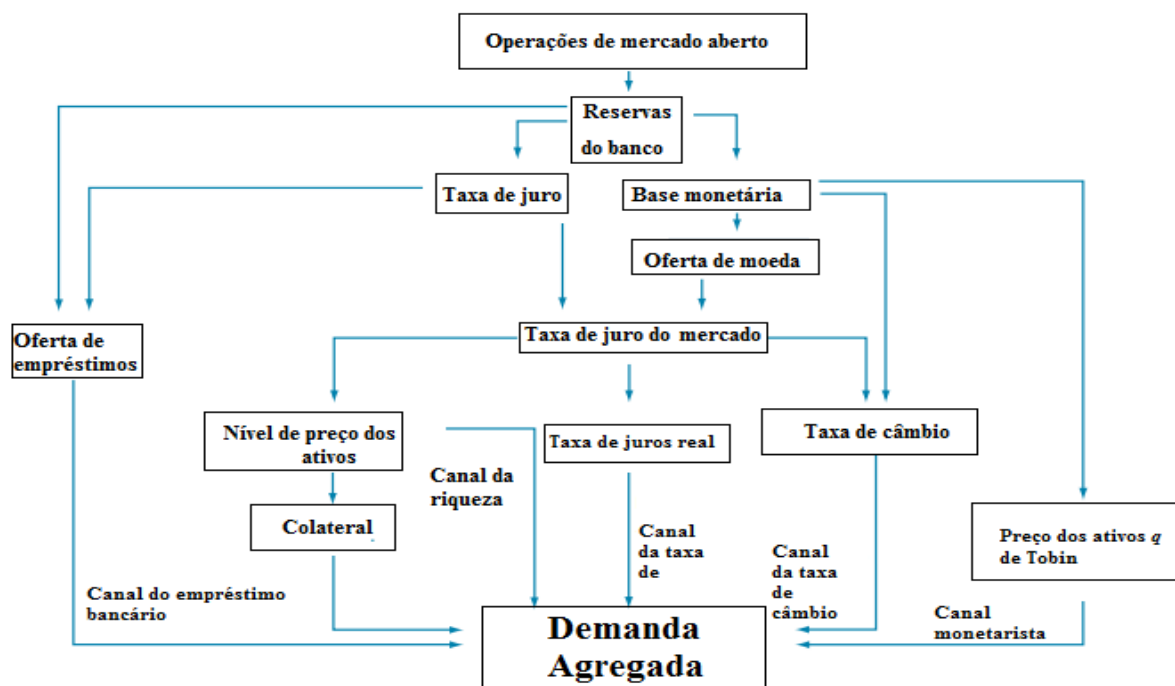 Operações de mercado aberto
Reservas
do banco
Taxa de juro
Base monetária
Oferta de moeda
Oferta de
empréstimos
Taxa de juro do mercado
Nível de preço dos
ativos
Taxa de juros real
Taxa de câmbio
Canal da
riqueza
Colateral
Canal
da taxa
de
Canal
da taxa
de
câmbio
Preço dos ativos q
de Tobin
Canal do empréstimo
bancário
Canal
monetarista
Demanda
Agregada